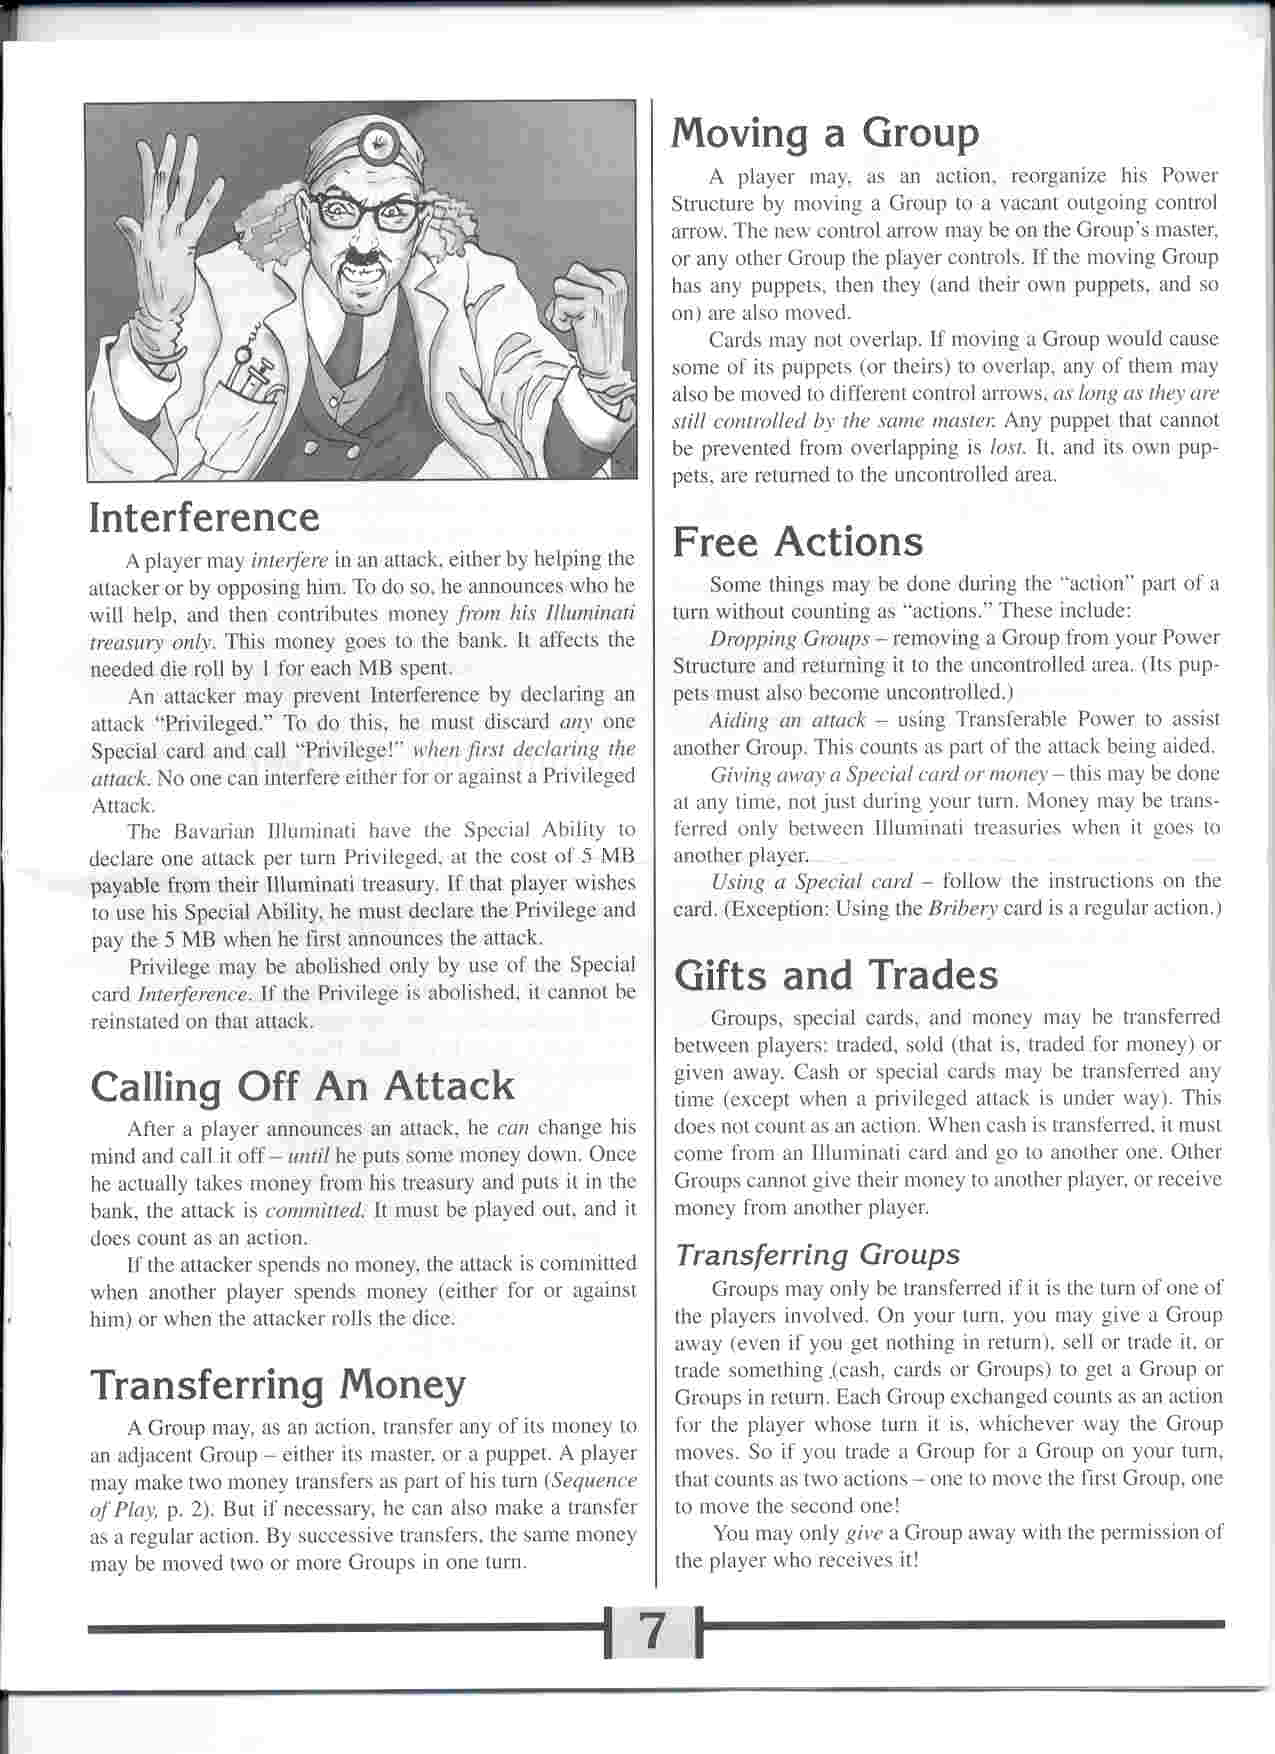 Interference
A player may interfere in an attack, either by helping the
attacker or by opposing him. To do so, he announces who he
will help, and then contributes money from his Illuminati
treasury only. This money goes to the bank. It affects the
needed die roll by 1 for each MB spent.
An attacker may prevent Interference by declaring an
attack “Privileged.” To do this, he must discard any one
Special card and call “Privilege!” when first declaring the
attack. No one can interfere either for or against a Privileged
Attack.
The Bavarian Illuminati have the Special Ability to
declare one attack per turn Privileged, at the cost of 5 MB
payable from their Illuminati treasury. If that player wishes
to use his Special Ability, he must declare the Privilege and
pay the 5 MB when he first announces the attack.
Privilege may be abolished only by use of the Special
card Interference. If the Privilege is abolished, it cannot be
reinstated on that attack.
Calling Off An Attack
After a player announces an attack, he can change his
mind and call it off – until he puts some money down. Once
he actually takes money from his treasury and puts it in the
bank, the attack is committed. It must be played out, and it
does count as an action.
If the attacker spends no money, the attack is committed
when another player spends money (either for or against
him) or when the attacker rolls the dice.
Transferring Money
A Group may, as an action, transfer any of its money to
an adjacent Group – either its master, or a puppet. A player
may make two money transfers as part of his turn (Sequence
of Play, p. 2). But if necessary, he can also make a transfer
as a regular action. By successive transfers, the same money
may be moved two or more Groups in one turn.
Moving a Group
A player may, as an action, reorganize his Power
Structure by moving a Group to a vacant outgoing control
arrow. The new control arrow may be on the Group’s master,
or any other Group the player controls. If the moving Group
has any puppets, then they (and their own puppets, and so
on) are also moved.
Cards may not overlap. If moving a Group would cause
some of its puppets (or theirs) to overlap, any of them may
also be moved to different control arrows, as long as they are
still controlled by the same master. Any puppet that cannot
be prevented from overlapping is lost. It, and its own pup-
pets, are returned to the uncontrolled area.
Free Actions
Some things may be done during the “action” part of a
turn without counting as “actions.” These include:
Dropping Groups – removing a Group from your Power
Structure and returning it to the uncontrolled area. (Its pup-
pets must also become uncontrolled.)
Aiding an attack – using Transferable Power to assist
another Group. This counts as part of the attack being aided.
Giving away a Special card or money – this may be done
at any time, not just during your turn. Money may be trans-
ferred only between Illuminati treasuries when it goes to
another player.
Using a Special card – follow the instructions on the
card. (Exception: Using the Bribery card is a regular action.)
Gifts and Trades
Groups, special cards, and money may be transferred
between players: traded, sold (that is, traded for money) or
given away. Cash or special cards may be transferred any
time (except when a privileged attack is under way). This
does not count as an action. When cash is transferred, it must
come from an Illuminati card and go to another one. Other
Groups cannot give their money to another player, or receive
money from another player.
Transferring Groups
Groups may only be transferred if it is the turn of one of
the players involved. On your turn, you may give a Group
away (even if you get nothing in return), sell or trade it, or
trade something (cash, cards or Groups) to get a Group or
Groups in return. Each Group exchanged counts as an action
for the player whose turn it is, whichever way the Group
moves. So if you trade a Group for a Group on your turn,
that counts as two actions – one to move the first Group, one
to move the second one!
You may only give a Group away with the permission of
the player who receives it!
7